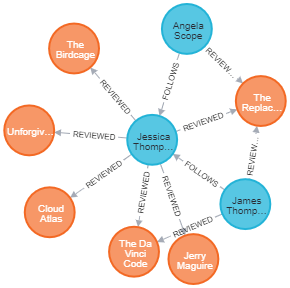 Angela
Scope
The
Birdcage
FOLLOWS
REVIEW...
REVIEWED
The
Replac...
REVIEWED
Unforgiv...
REVIEWED
Jessica
Thomp...
REVIEW...
FOLLOWS
REVIEWED
Cloud
Atlas
REVIEWED
REVIEWED
James
Thomp...
REVIEWED
The Da
Vinci
Code
Jerry
Maguire